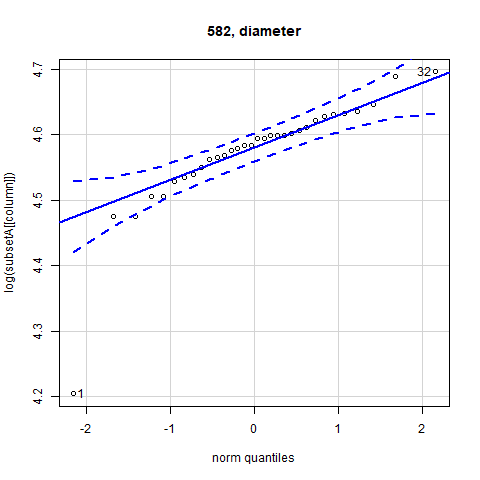 582, diameter
log(subsetA[[column]])
4.7
4.6
4.5
4.4
4.3
4.2
32
1
-2 -1 0 1 2
norm quantiles